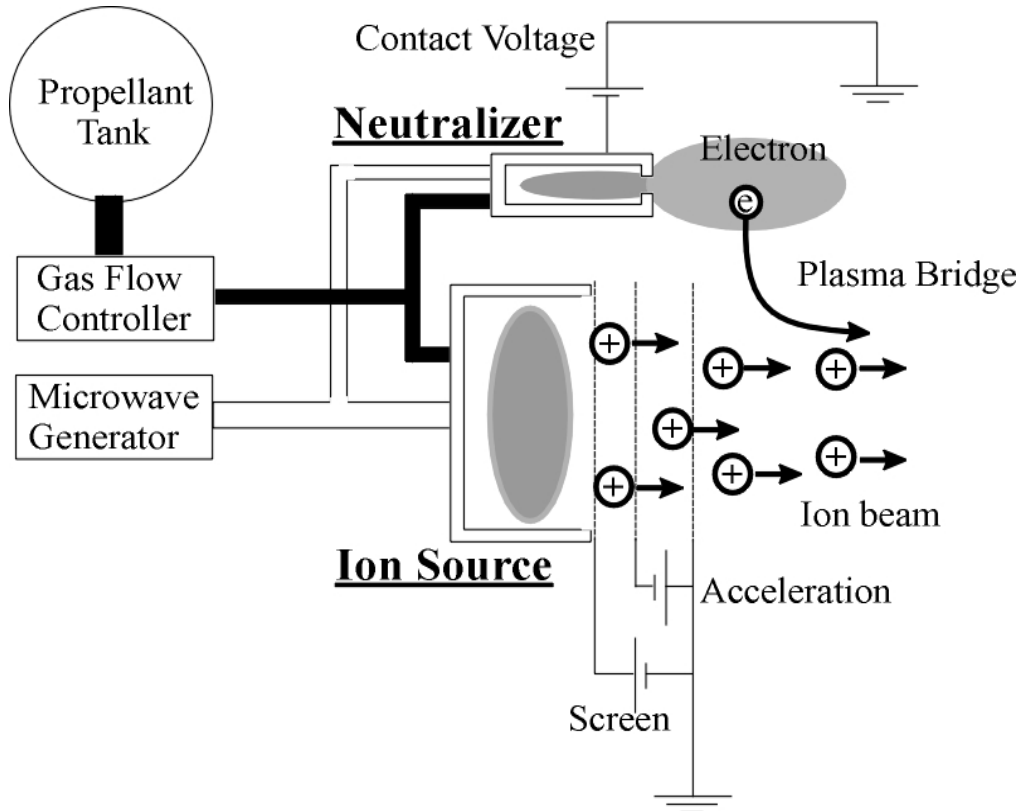 Contact Voltage
Propellant
Tank
Neutralizer
Electron
e
Plasma Bridge
Gas Flow
Controller
+
+
+
Microwave
Generator
+
+
+
+
Ion beam
Ion Source
Acceleration
Screen